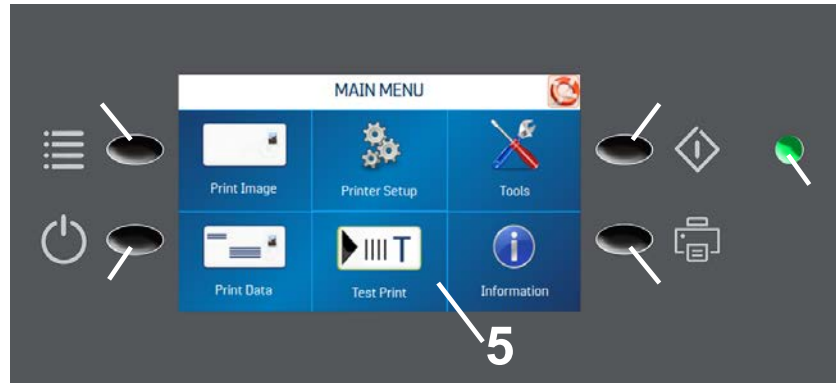 MAIN MENU
Print Image
Printer Setup
Tools
Print Data
T
Test Print
Information
5